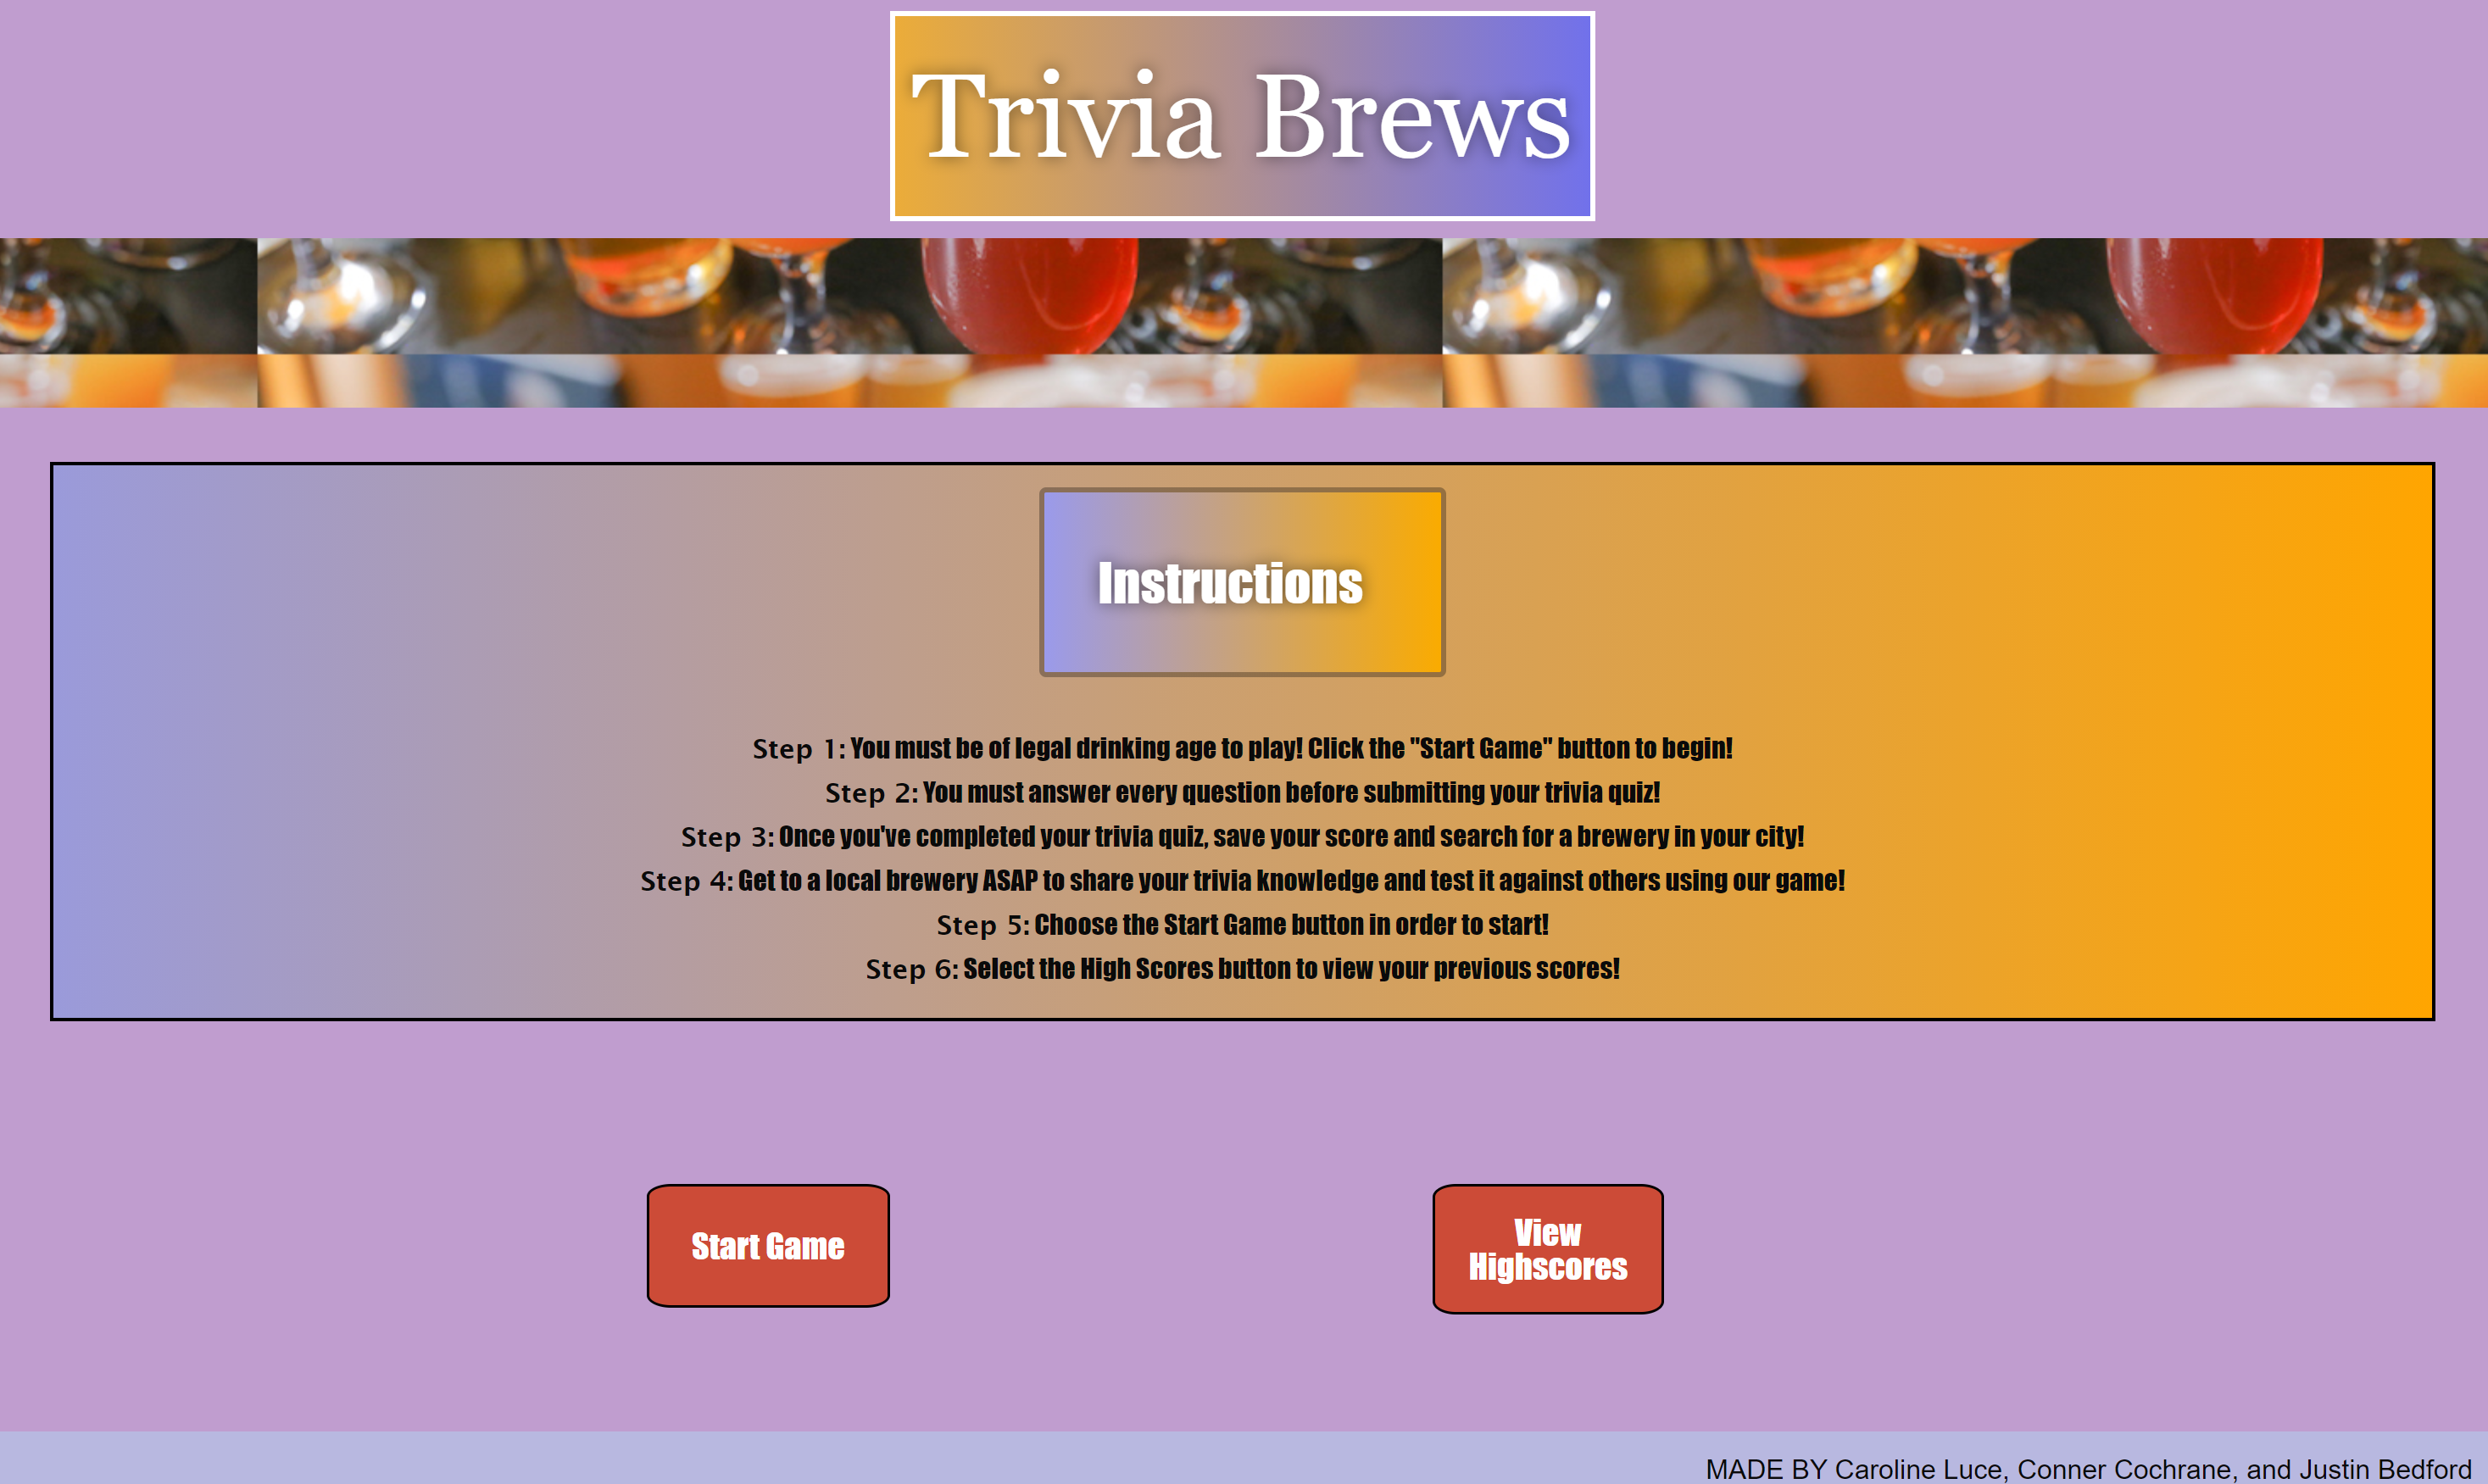 Trivia Brews
Instructions
Step 1: You must be of legal drinking age to play! Click the "Start Game" button to begin!
Step 2: You must answer every question before submitting your trivia quiz!
Step 3: Once you've completed your trivia quiz, save your score and search for a brewery in your city!
Step 4: Get to a local brewery ASAP to share your trivia knowledge and test it against others using our game!
Step 5: Choose the Start Game button in order to start!
Step 6: Select the High Scores button to view your previous scores!
Start Game
View
Highscores
MADE BY Caroline Luce, Conner Cochrane, and Justin Bedford